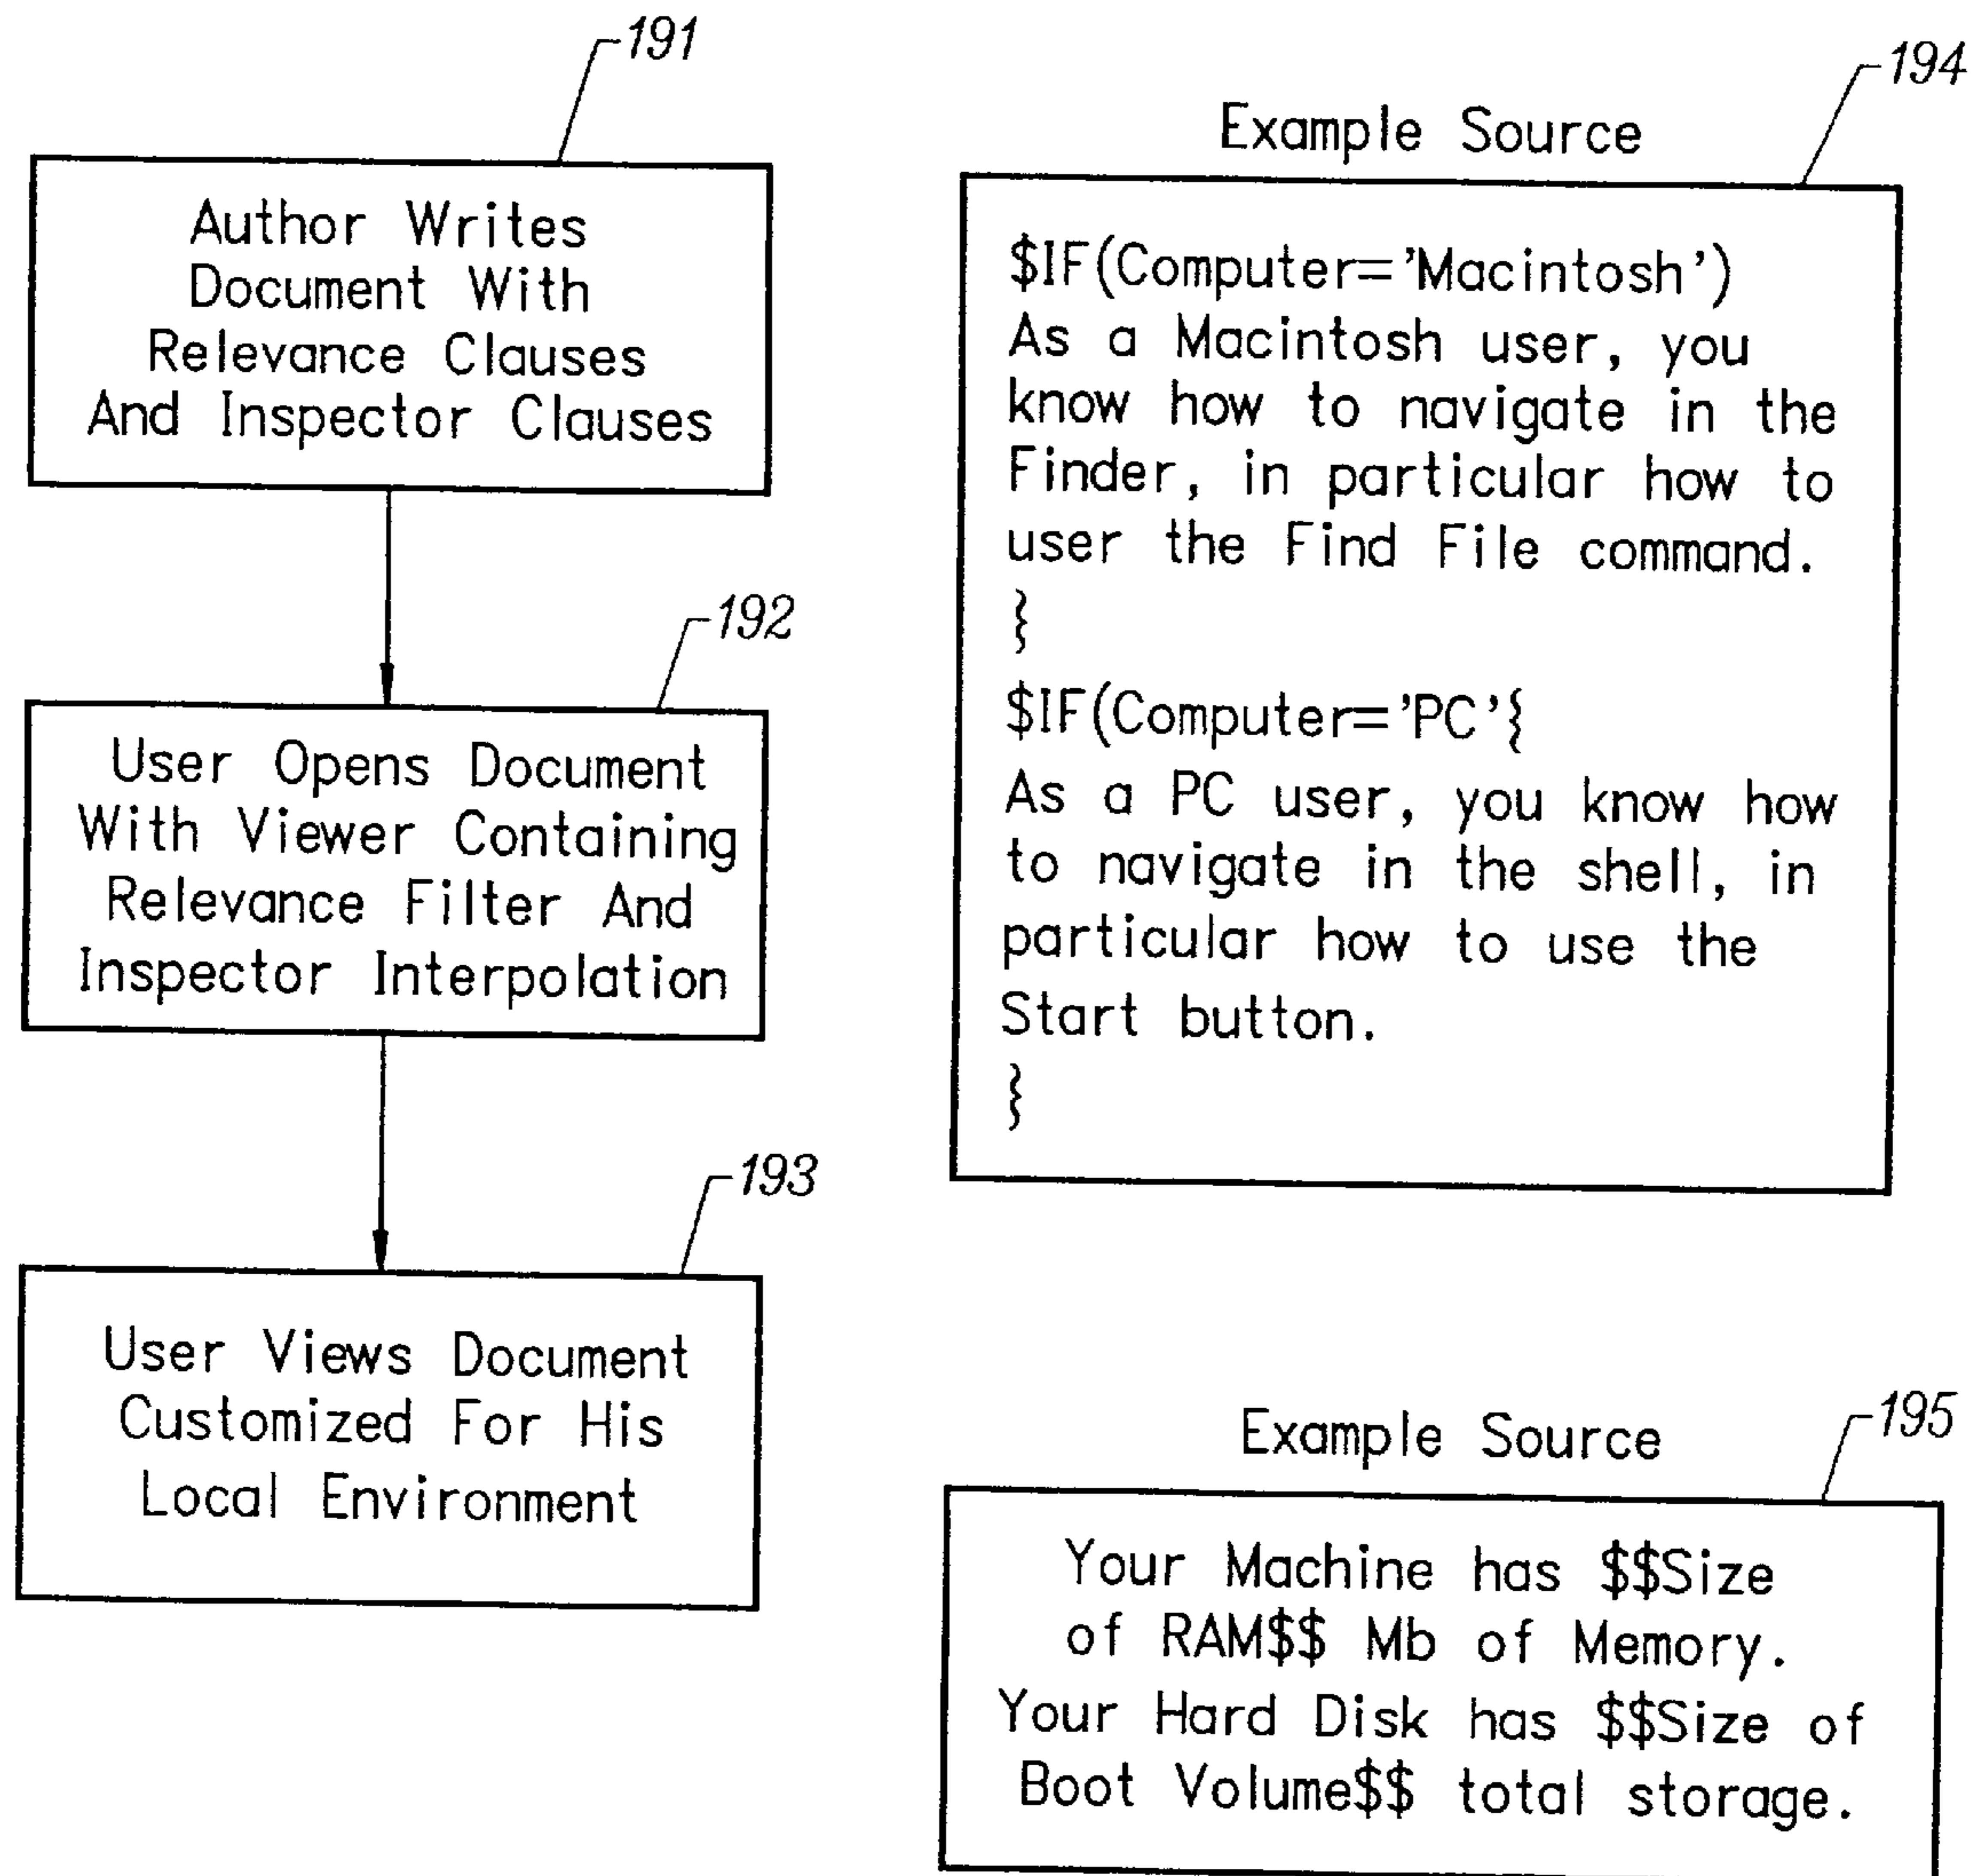 191
Author Writes
Document With
Relevance Clauses
And Inspector Clauses
192
User Opens Document
With Viewer Containing
Relevance Filter And
Inspector Interpolation
193
User Views Document
Customized For His
Local Environment
194
Example Source
$IF(Computer='Macintosh')
As a Macintosh user, you
know how to navigate in the
Finder, in particular how to
user the Find File command.
}
$IF(Computer='PC'{
As a PC user, you know how
to navigate in the shell, in
particular how to use the
Start button.
}
195
Example Source
Your Machine has $$Size
of RAM$$ Mb of Memory.
Your Hard Disk has $$Size of
Boot Volume$$ total storage.